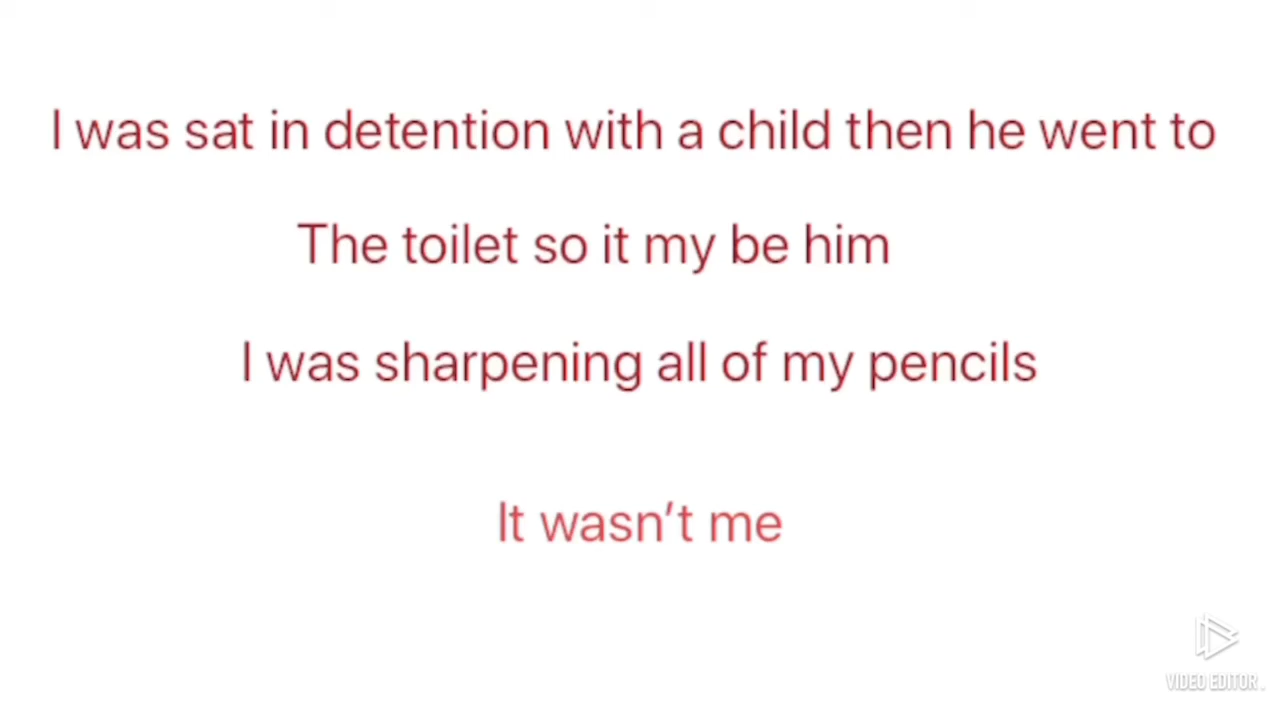 I was sat in detention with a child then he went to
The toilet so it my be him
I was sharpening all of my pencils
It wasn’t me
VIDEO EDITOR